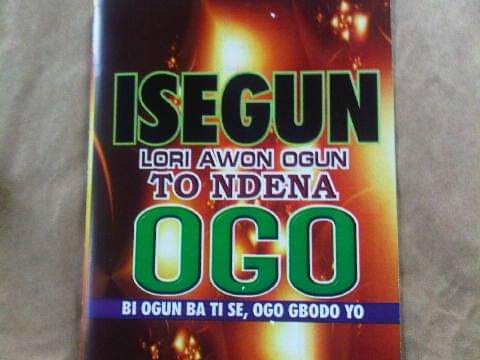 ISEGUN
LORI AWON OGUN
TO NDENA
OGO
BI OGUN BA TI SE, OGO GBODO YO